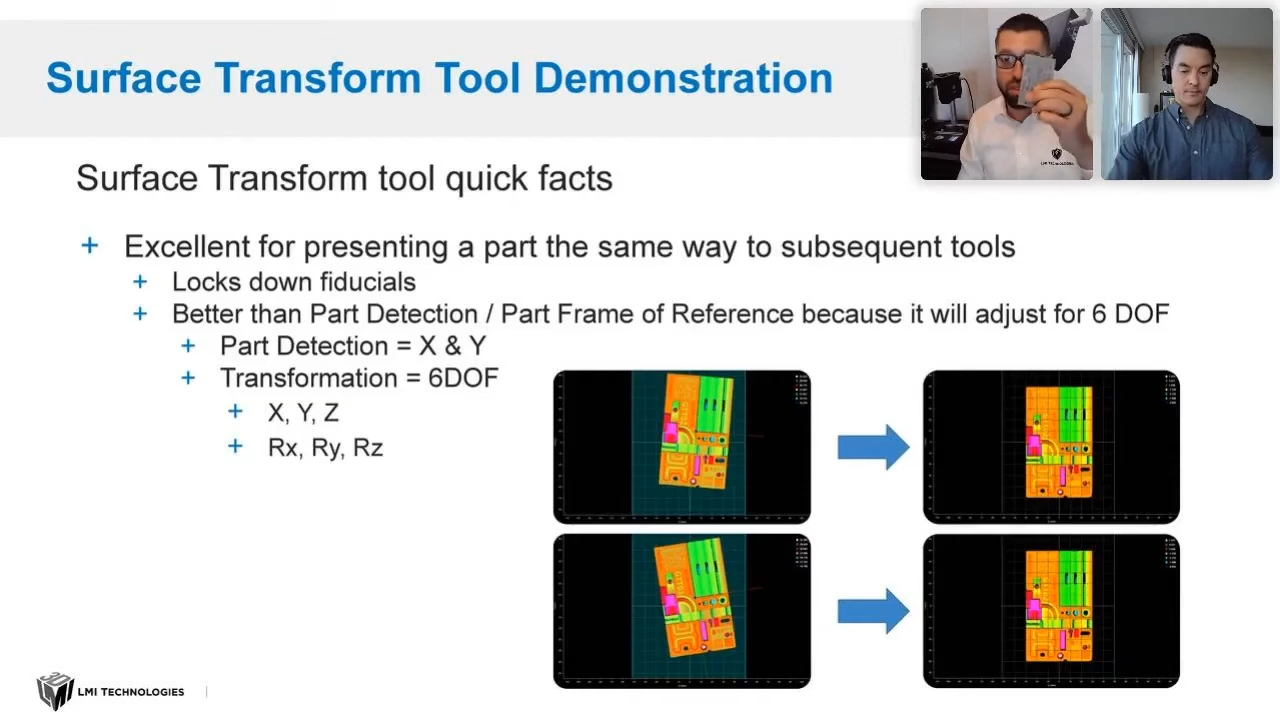 Surface Transform Tool Demonstration
LMI TECHNOLOGIES
Surface Transform tool quick facts
+ Excellent for presenting a part the same way to subsequent tools
+ Locks down fiducials
+ Better than Part Detection / Part Frame of Reference because it will adjust for 6 DOF
+ Part Detection = X & Y
+ Transformation = 6DOF
+ X, Y, Z
+ Rx, Ry, Rz
LMI TECHNOLOGIES